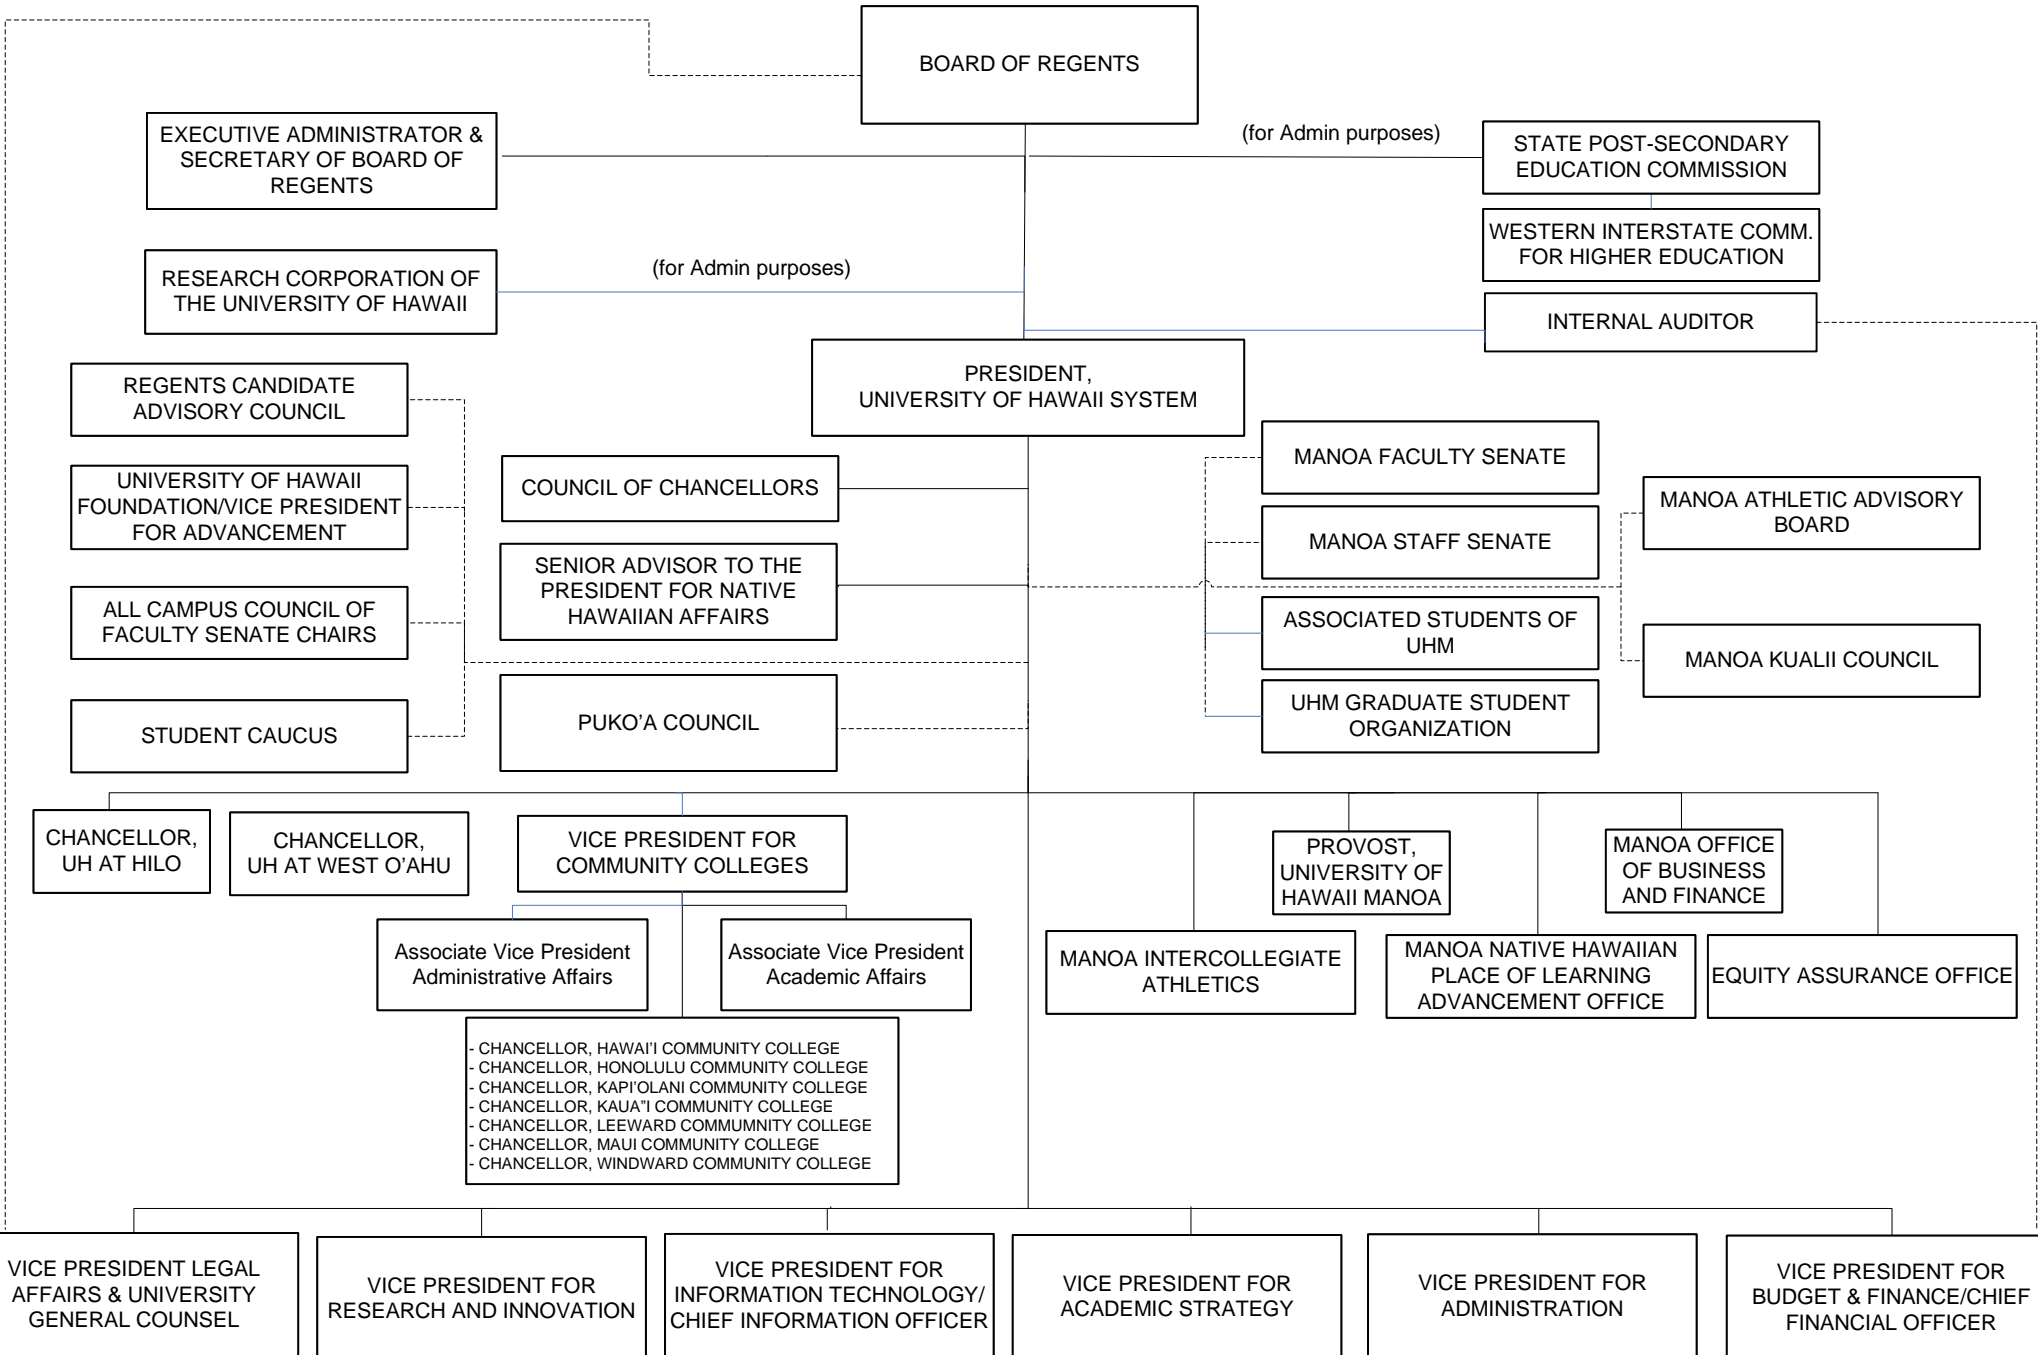 BOARD OF REGENTS
EXECUTIVE ADMINISTRATOR &
SECRETARY OF BOARD OF
REGENTS
(for Admin purposes)
STATE POST-SECONDARY
EDUCATION COMMISSION
WESTERN INTERSTATE COMM.
FOR HIGHER EDUCATION
RESEARCH CORPORATION OF
THE UNIVERSITY OF HAWAII
(for Admin purposes)
INTERNAL AUDITOR
PRESIDENT,
UNIVERSITY OF HAWAII SYSTEM
REGENTS CANDIDATE
ADVISORY COUNCIL
UNIVERSITY OF HAWAII
FOUNDATION/VICE PRESIDENT
FOR ADVANCEMENT
ALL CAMPUS COUNCIL OF
FACULTY SENATE CHAIRS
STUDENT CAUCUS
COUNCIL OF CHANCELLORS
SENIOR ADVISOR TO THE
PRESIDENT FOR NATIVE
HAWAIIAN AFFAIRS
PUKO'A COUNCIL
MANOA FACULTY SENATE
MANOA STAFF SENATE
ASSOCIATED STUDENTS OF
UHM
UHM GRADUATE STUDENT
ORGANIZATION
MANOA ATHLETIC ADVISORY
BOARD
MANOA KUALII COUNCIL
CHANCELLOR,
UH AT HILO
CHANCELLOR,
UH AT WEST O'AHU
VICE PRESIDENT FOR
COMMUNITY COLLEGES
PROVOST,
UNIVERSITY OF
HAWAII MANOA
MANOA OFFICE
OF BUSINESS
AND FINANCE
Associate Vice President
Administrative Affairs
Associate Vice President
Academic Affairs
MANOA INTERCOLLEGIATE
ATHLETICS
MANOA NATIVE HAWAIIAN
PLACE OF LEARNING
ADVANCEMENT OFFICE
EQUITY ASSURANCE OFFICE
- CHANCELLOR, HAWAI'I COMMUNITY COLLEGE
- CHANCELLOR, HONOLULU COMMUNITY COLLEGE
- CHANCELLOR, KAPI'OLANI COMMUNITY COLLEGE
- CHANCELLOR, KAUA"I COMMUNITY COLLEGE
- CHANCELLOR, LEEWARD COMMUMNITY COLLEGE
- CHANCELLOR, MAUI COMMUNITY COLLEGE
- CHANCELLOR, WINDWARD COMMUNITY COLLEGE
VICE PRESIDENT LEGAL
AFFAIRS & UNIVERSITY
GENERAL COUNSEL
VICE PRESIDENT FOR
RESEARCH AND INNOVATION
VICE PRESIDENT FOR
INFORMATION TECHNOLOGY/
CHIEF INFORMATION OFFICER
VICE PRESIDENT FOR
ACADEMIC STRATEGY
VICE PRESIDENT FOR
ADMINISTRATION
VICE PRESIDENT FOR
BUDGET & FINANCE/CHIEF
FINANCIAL OFFICER